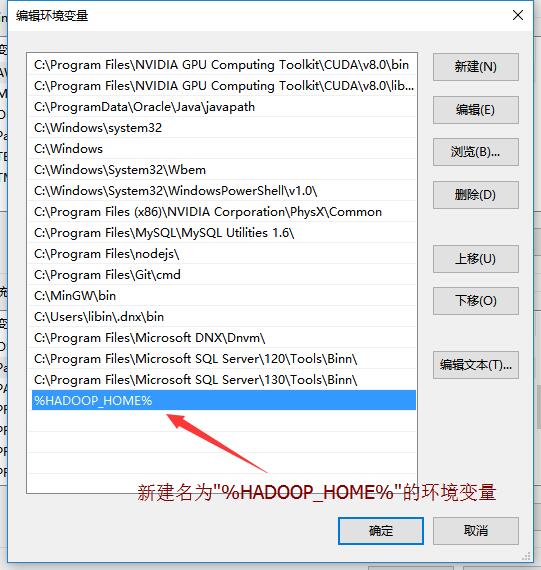 编辑环境变量
C:\Program Files\NVIDIA GPU Computing Toolkit\CUDA\v8.0\bin
C:\Program Files\NVIDIA GPU Computing Toolkit\CUDA\v8.0\lib...
C:\ProgramData\Oracle\Java\javapath
C:\Windows\system32
C:\Windows
C:\Windows\System32\Wbem
C:\Windows\System32\WindowsPowerShell\v1.0\
C:\Program Files (x86)\NVIDIA Corporation\PhysX\Common
C:\Program Files\MySQL\MySQL Utilities 1.6\
C:\Program Files\nodejs\
C:\Program Files\Git\cmd
C:\MinGW\bin
C:\Users\libin\.dnx\bin
C:\Program Files\Microsoft DNX\Dnvm\
C:\Program Files\Microsoft SQL Server\120\Tools\Binn\
C:\Program Files\Microsoft SQL Server\130\Tools\Binn\
%HADOOP_HOME%
新建(N)
编辑(E)
浏览(B)...
删除(D)
上移(U)
下移(O)
编辑文本(T)...
新建名为"%HADOOP_HOME%"的环境变量
确定
取消